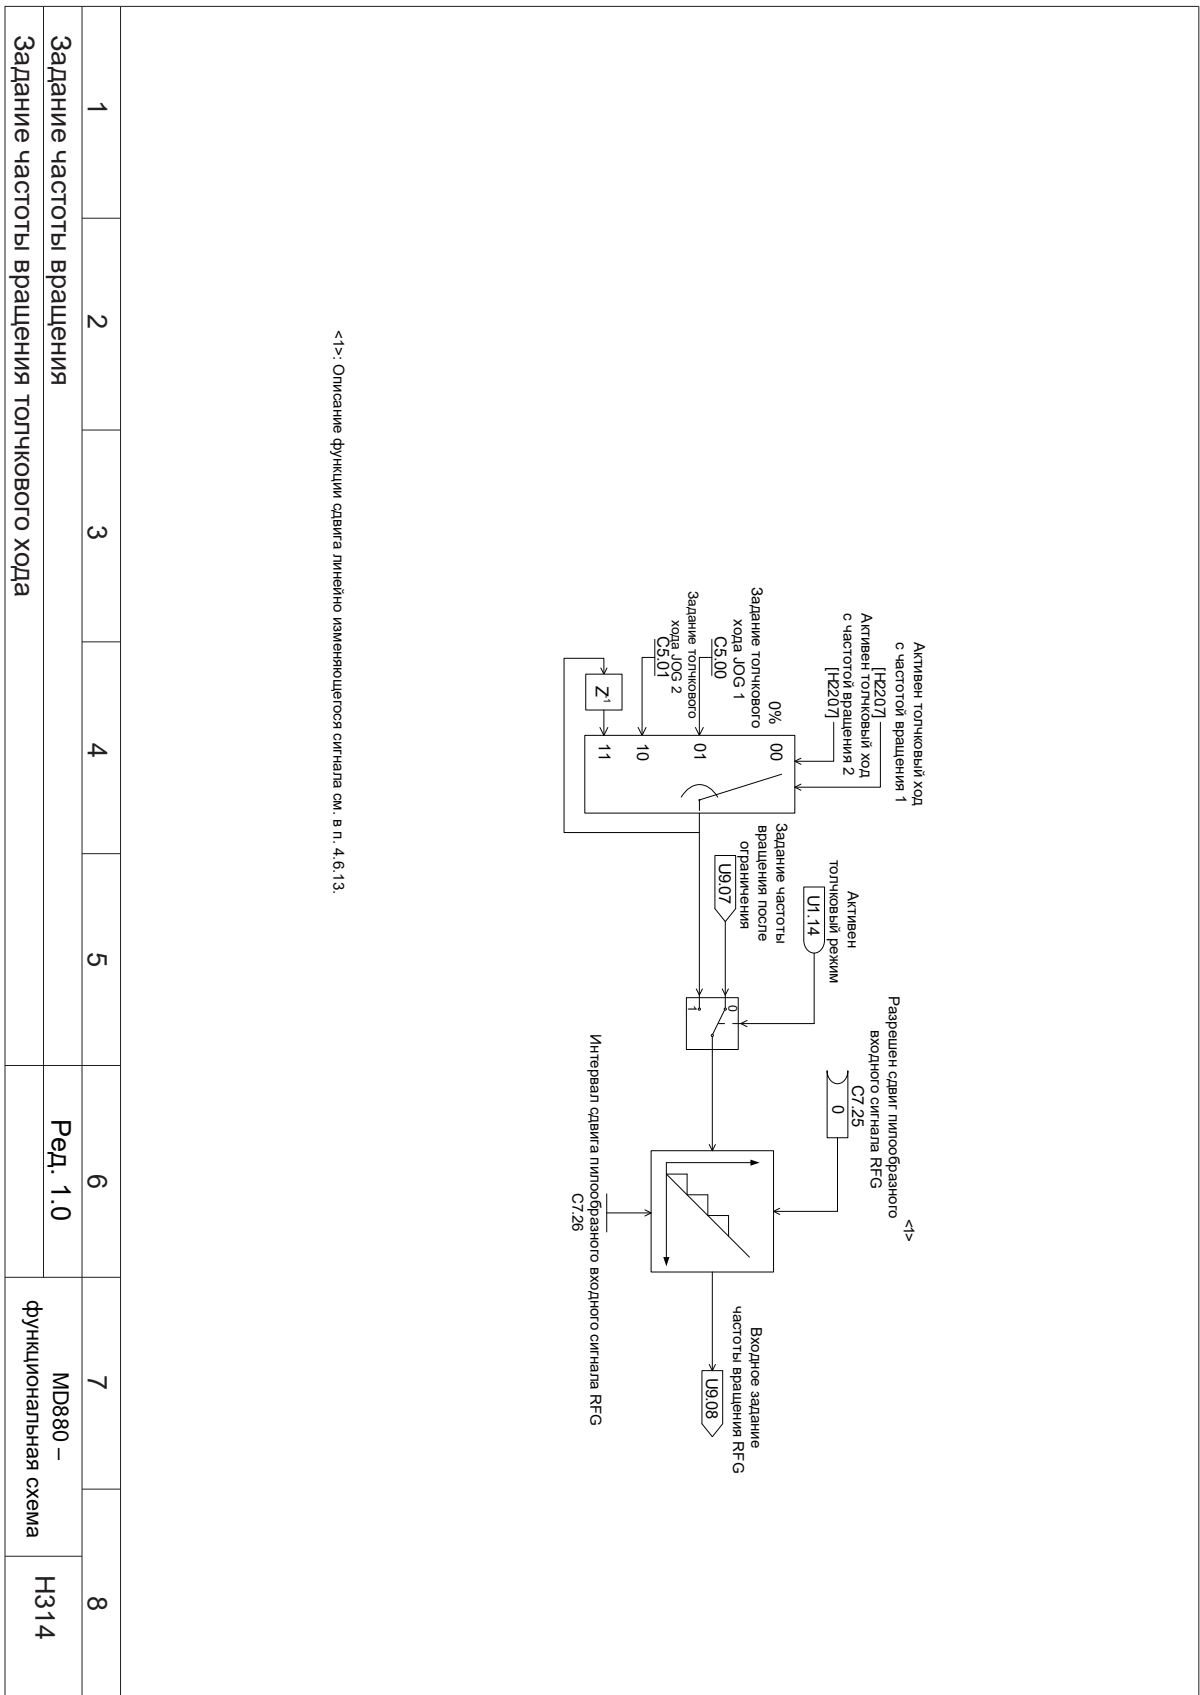 Активен толчковый ход
с частотой вращения 1
[H2207]
Активен толчковый ход
с частотой вращения 2
[H2207]
0%
Задание толчкового
хода JOG 1
C5.00
Задание толчкового
хода JOG 2
C5.01
00
01
10
11
Z⁻¹
Активен
толчковый режим
U1.14
Задание частоты
вращения после
ограничения
U9.07
0
1
<1>
Разрешен сдвиг пилообразного
входного сигнала RFG
C7.25
0
Интервал сдвига пилообразного входного сигнала RFG
C7.26
Входное задание
частоты вращения RFG
U9.08
<1>: Описание функции сдвига линейно изменяющегося сигнала см. в п. 4.6.13.
1 2 3 4 5 6 7 8
Задание частоты вращения
Задание частоты вращения толчкового хода
Ред. 1.0
MD880 –
функциональная схема
H314